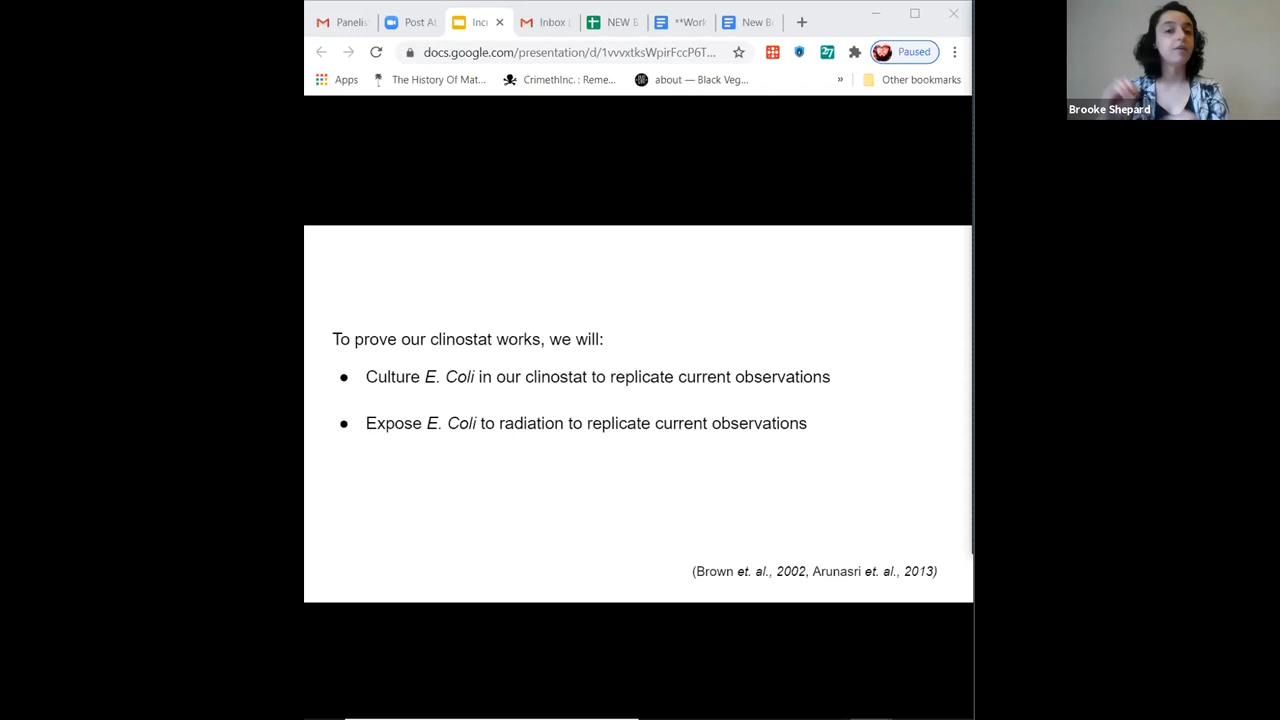 Panelis
Post At
Incr
Inbox (
NEW B
**Work
New B
docs.google.com/presentation/d/1vvvxtksWpirFccP6T...
27
Paused
Apps
The History Of Mat...
CrimethInc. : Reme...
about — Black Veg...
»
Other bookmarks
Brooke Shepard
To prove our clinostat works, we will:
● Culture E. Coli in our clinostat to replicate current observations
● Expose E. Coli to radiation to replicate current observations
(Brown et. al., 2002, Arunasri et. al., 2013)